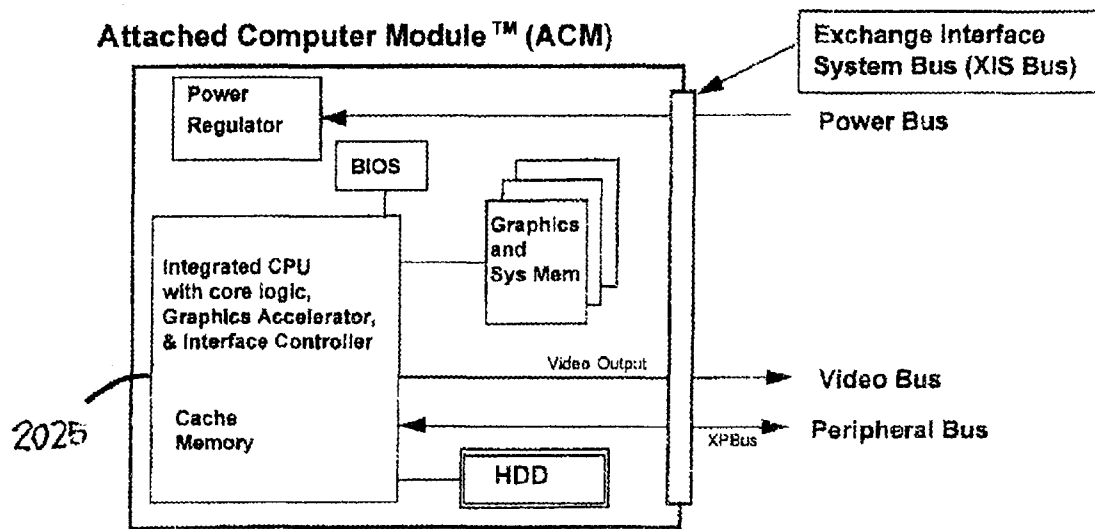 Attached Computer Module™ (ACM)
Exchange Interface
System Bus (XIS Bus)
Power
Regulator
Power Bus
BIOS
Graphics
and
Sys Mem
Integrated CPU
with core logic,
Graphics Accelerator,
& Interface Controller
Cache
Memory
Video Output
Video Bus
XPBus
Peripheral Bus
HDD
2025